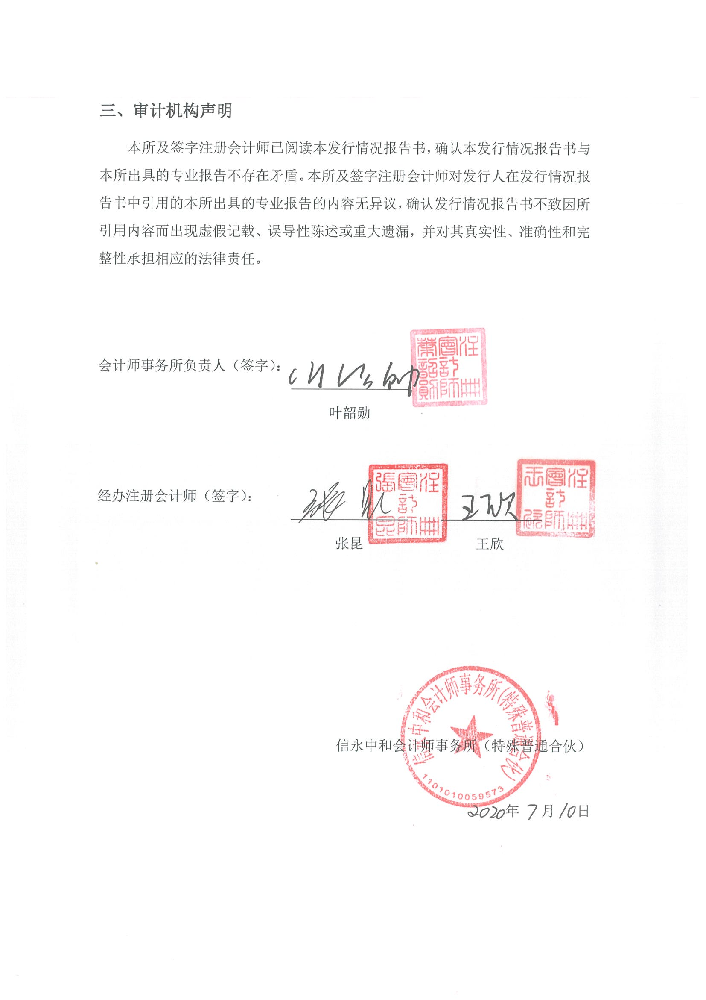 三、审计机构声明
本所及签字注册会计师已阅读本发行情况报告书，确认本发行情况报告书与
本所出具的专业报告不存在矛盾。本所及签字注册会计师对发行人在发行情况报
告书中引用的本所出具的专业报告的内容无异议，确认发行情况报告书不致因所
引用内容而出现虚假记载、误导性陈述或重大遗漏，并对其真实性、准确性和完
整性承担相应的法律责任。
会计师事务所负责人（签字）：
叶韶勋
注册會計師葉韶勛
经办注册会计师（签字）：
張昆
注册會計師張昆
王欣
注册會計師王欣
张昆 王欣
信永中和会计师事务所（特殊普通合伙）
信永中和会计师事务所（特殊普通合伙）
1101010059573
2020年7月10日